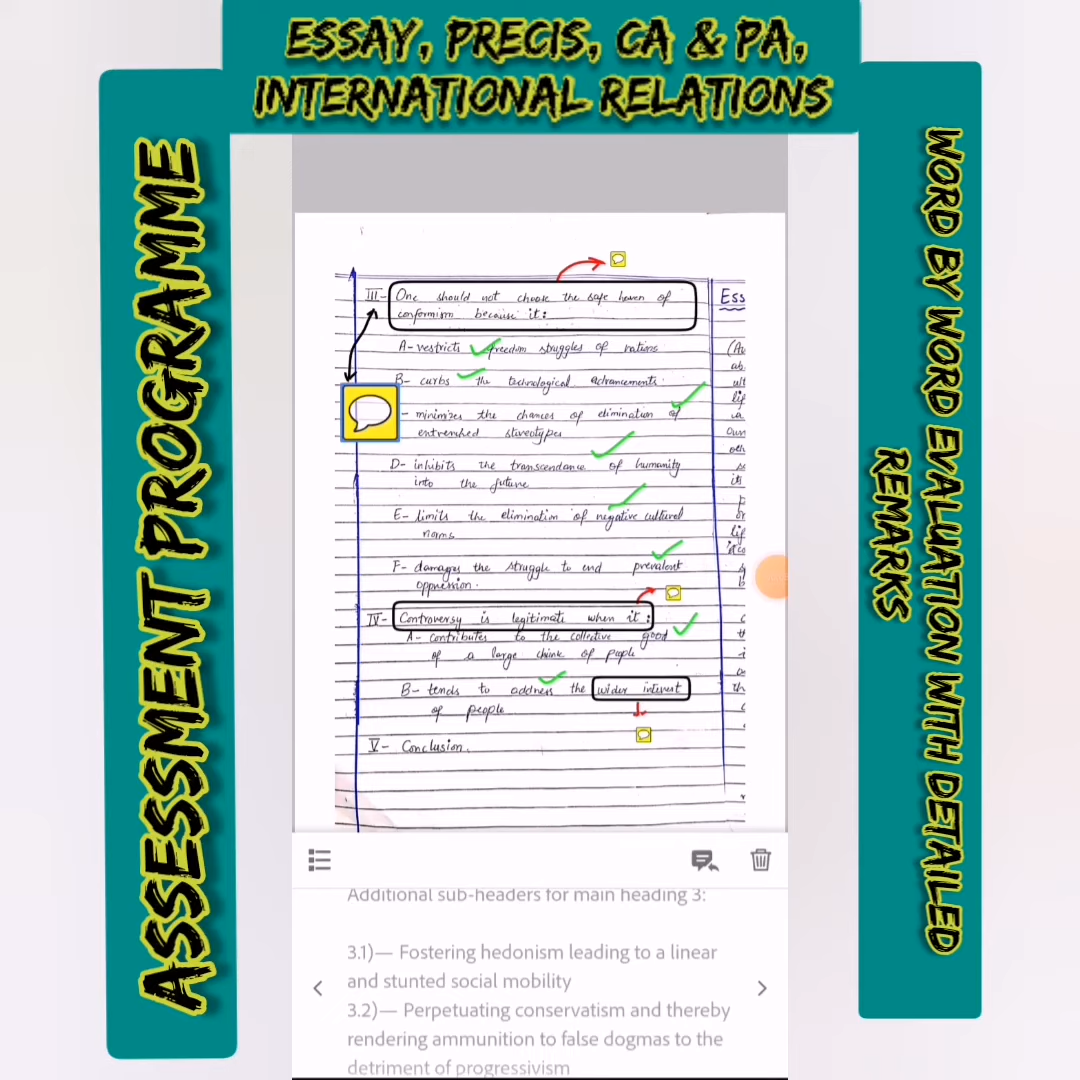 ESSAY, PRECIS, CA & PA,
INTERNATIONAL RELATIONS
ASSESSMENT PROGRAMME
WORD BY WORD EVALUATION WITH DETAILED
REMARKS
III- One should not choose the safe haven of
conformism because it:
A- restricts freedom struggles of nations
B- curbs the technological advancements.
- minimizes the chances of elimination of
entrenched stereotypes
D- inhibits the transcendance of humanity
into the future
E- limits the elimination of negative cultural
norms
F- damages the struggle to end prevalent
oppression.
IV- Controversy is legitimate when it:
A- contributes to the collective good
of a large chunk of people
B- tends to address the wider interest
of people
V- Conclusion.
Ess
Additional sub-headers for main heading 3:
3.1)— Fostering hedonism leading to a linear
and stunted social mobility
3.2)— Perpetuating conservatism and thereby
rendering ammunition to false dogmas to the
detriment of progressivism